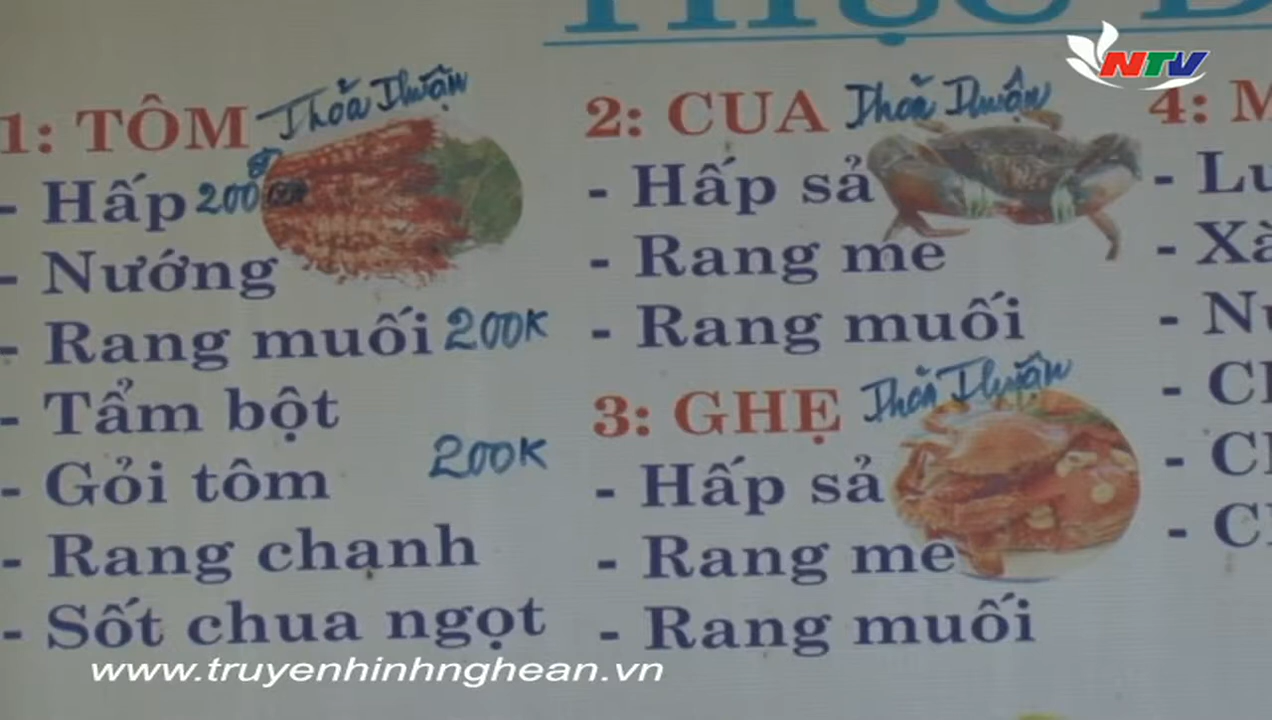 NTV
1: TÔM Thỏa Thuận
- Hấp 200
- Nướng
- Rang muối 200K
- Tẩm bột
- Gỏi tôm 200K
- Rang chanh
- Sốt chua ngọt
2: CUA Thỏa Thuận
- Hấp sả
- Rang me
- Rang muối
3: GHẸ Thỏa Thuận
- Hấp sả
- Rang me
- Rang muối
4:
www.truyenhinhnghean.vn